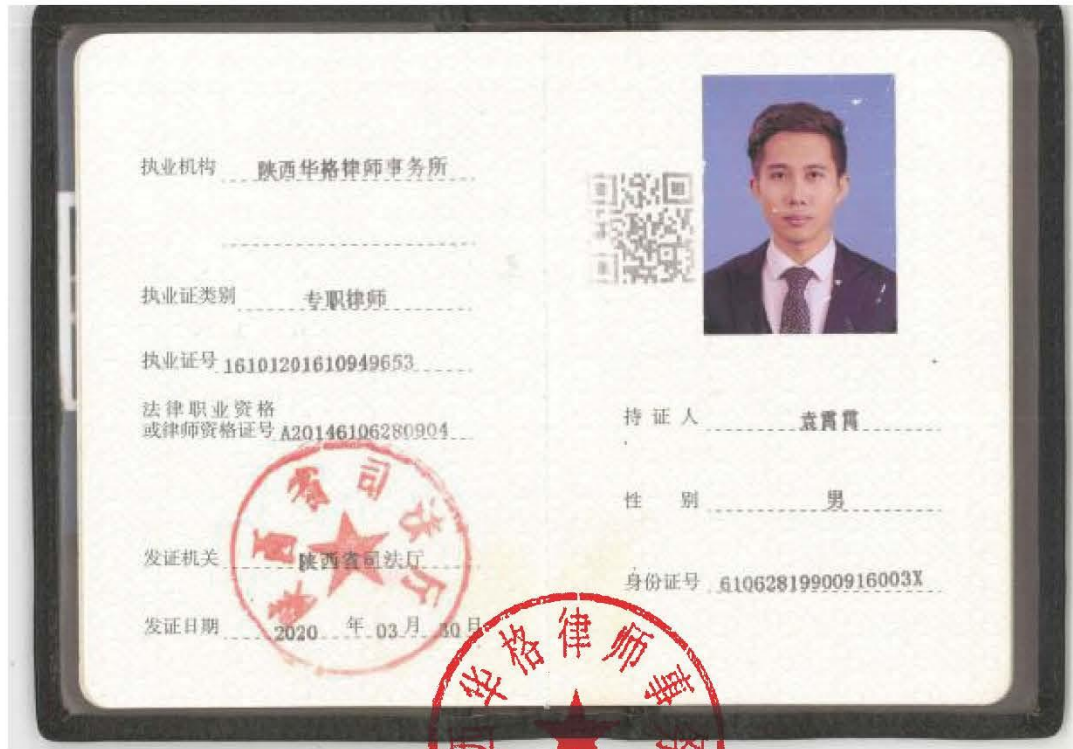 执业机构 陕西华格律师事务所
执业证类别 专职律师
执业证号 16101201610949653
法律职业资格
或律师资格证号 A20146106280904
发证机关 陕西省司法厅
发证日期 2020 年 03 月 30 日
陕西省司法厅
持证人 袁霄霄
性别 男
身份证号 61062819900916003X
西华格律师事务